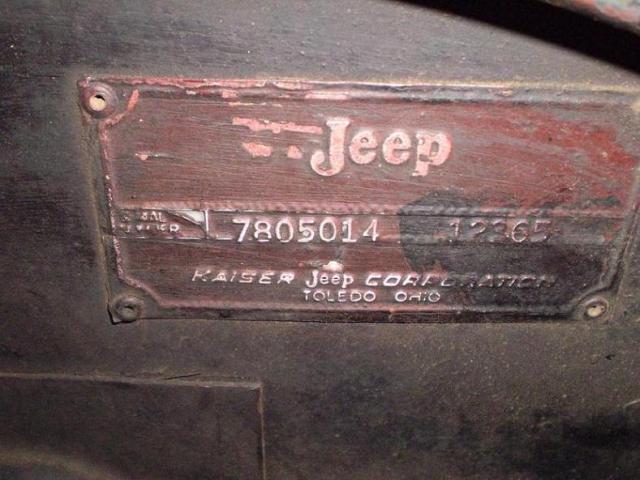 Jeep
SERIAL
NUMBER 7805014 12365
KAISER Jeep CORPORATION
TOLEDO OHIO